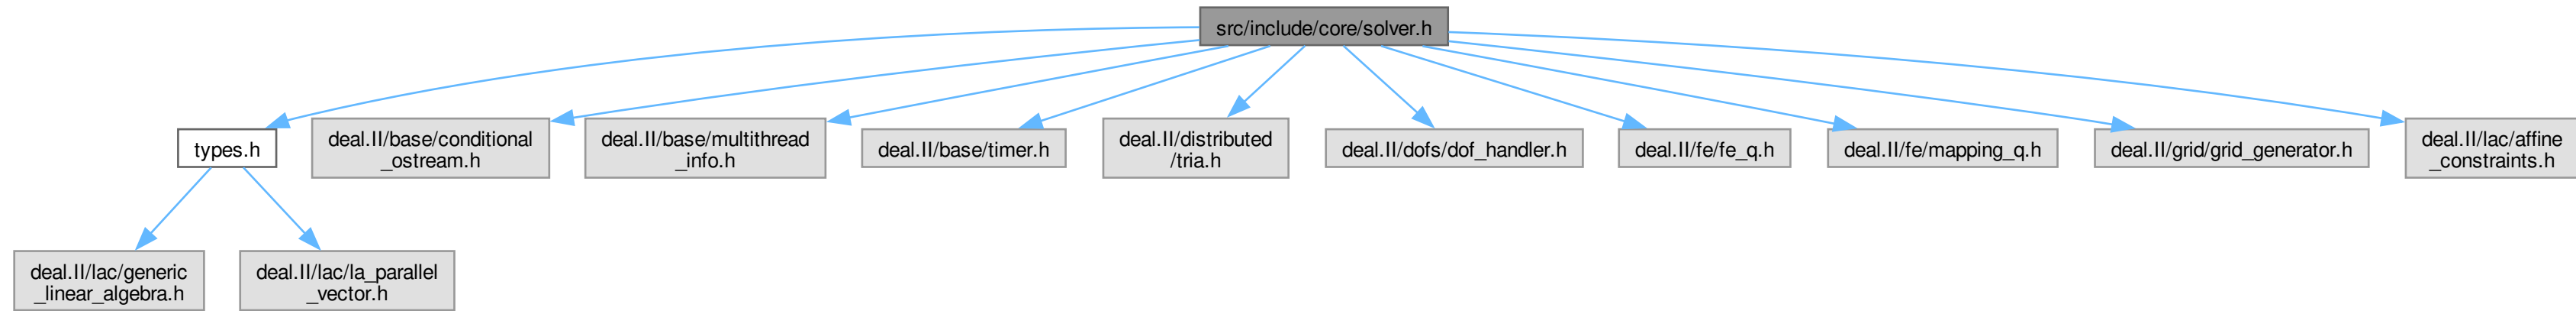 src/include/core/solver.h
types.h
deal.II/base/conditional
_ostream.h
deal.II/base/multithread
_info.h
deal.II/base/timer.h
deal.II/distributed
/tria.h
deal.II/dofs/dof_handler.h
deal.II/fe/fe_q.h
deal.II/fe/mapping_q.h
deal.II/grid/grid_generator.h
deal.II/lac/affine
_constraints.h
deal.II/lac/generic
_linear_algebra.h
deal.II/lac/la_parallel
_vector.h